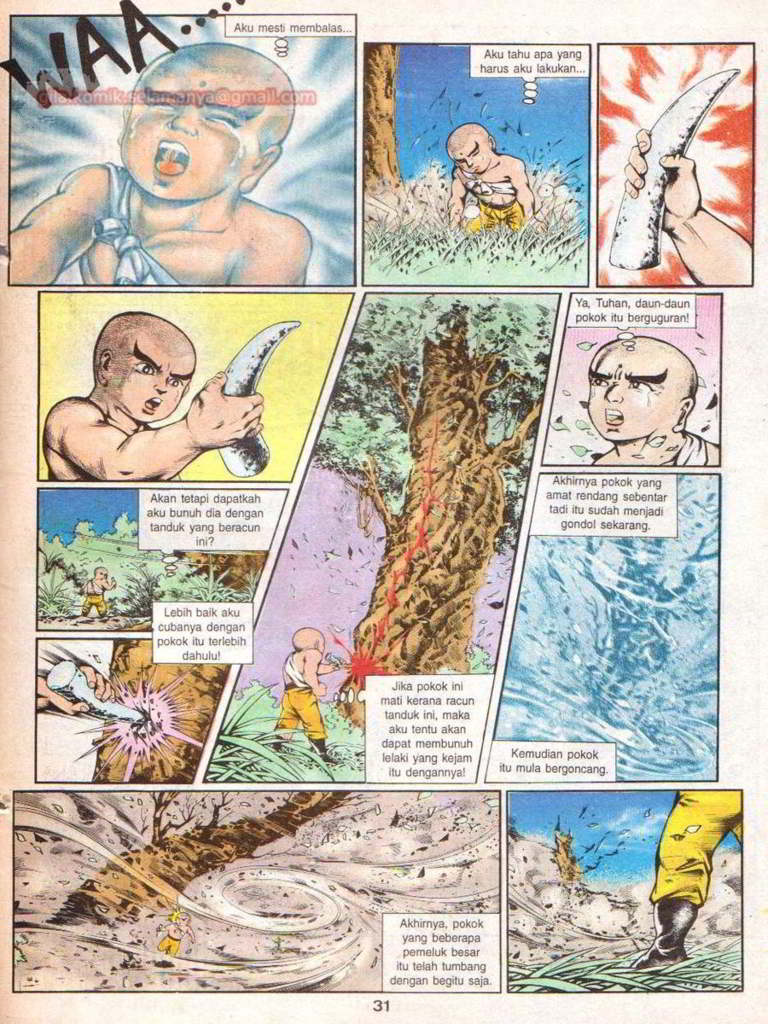 WAA.....
Aku mesti membalas...
gilakomik.selamanya@gmail.com
Aku tahu apa yang
harus aku lakukan...
Ya, Tuhan, daun-daun
pokok itu berguguran!
Akan tetapi dapatkah
aku bunuh dia dengan
tanduk yang beracun
ini?
Lebih baik aku
cubanya dengan
pokok itu terlebih
dahulu!
Jika pokok ini
mati kerana racun
tanduk ini, maka
aku tentu akan
dapat membunuh
lelaki yang kejam
itu dengannya!
Akhirnya pokok yang
amat rendang sebentar
tadi itu sudah menjadi
gondol sekarang.
Kemudian pokok
itu mula bergoncang.
Akhirnya, pokok
yang beberapa
pemeluk besar
itu telah tumbang
dengan begitu saja.
31